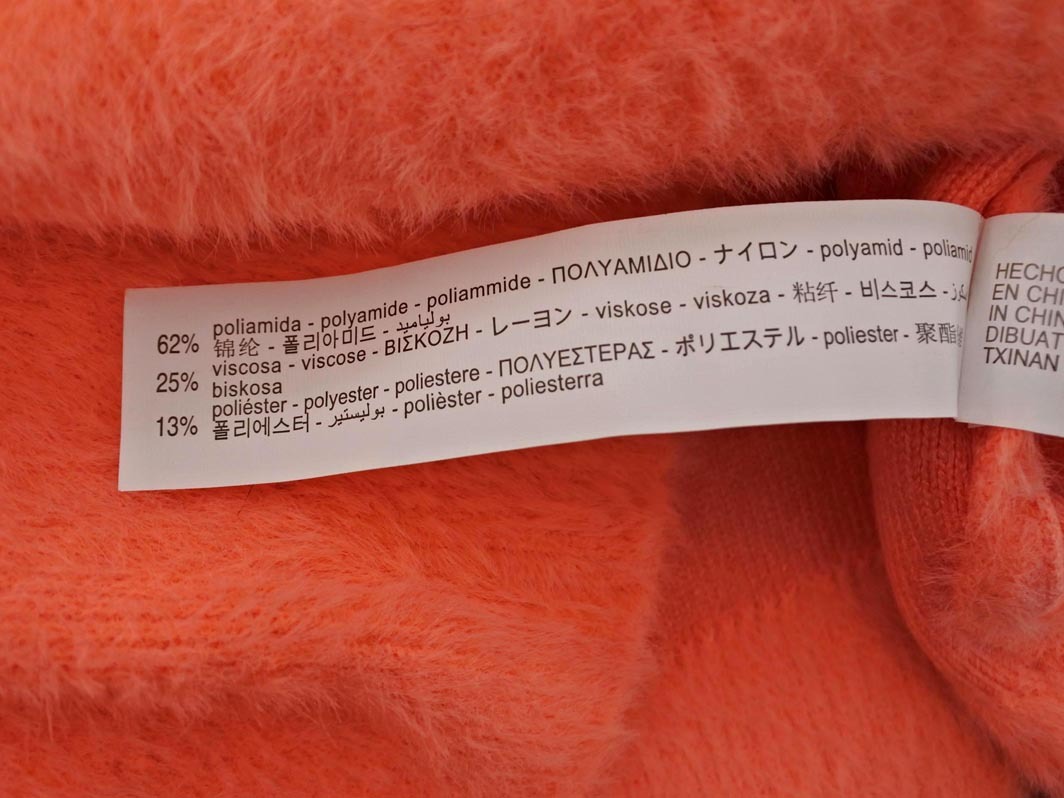 62% poliamida - polyamide - poliammide - ΠΟΛΥΑΜΙΔΙΟ - ナイロン - polyamid - poliamid
锦纶 - 폴리아미드 - بولياميد
25% viscosa - viscose - ΒΙΣΚΟΖΗ - レーヨン - viskose - viskoza - 粘纤 - 비스코스 -
biskosa
13% poliéster - polyester - poliestere - ΠΟΛΥΕΣΤΕΡΑΣ - ポリエステル - poliester - 聚酯
폴리에스터 - بوليستير - polièster - poliesterra
HECHO
EN CHI
IN CHIN
DIBUAT
TXINAN